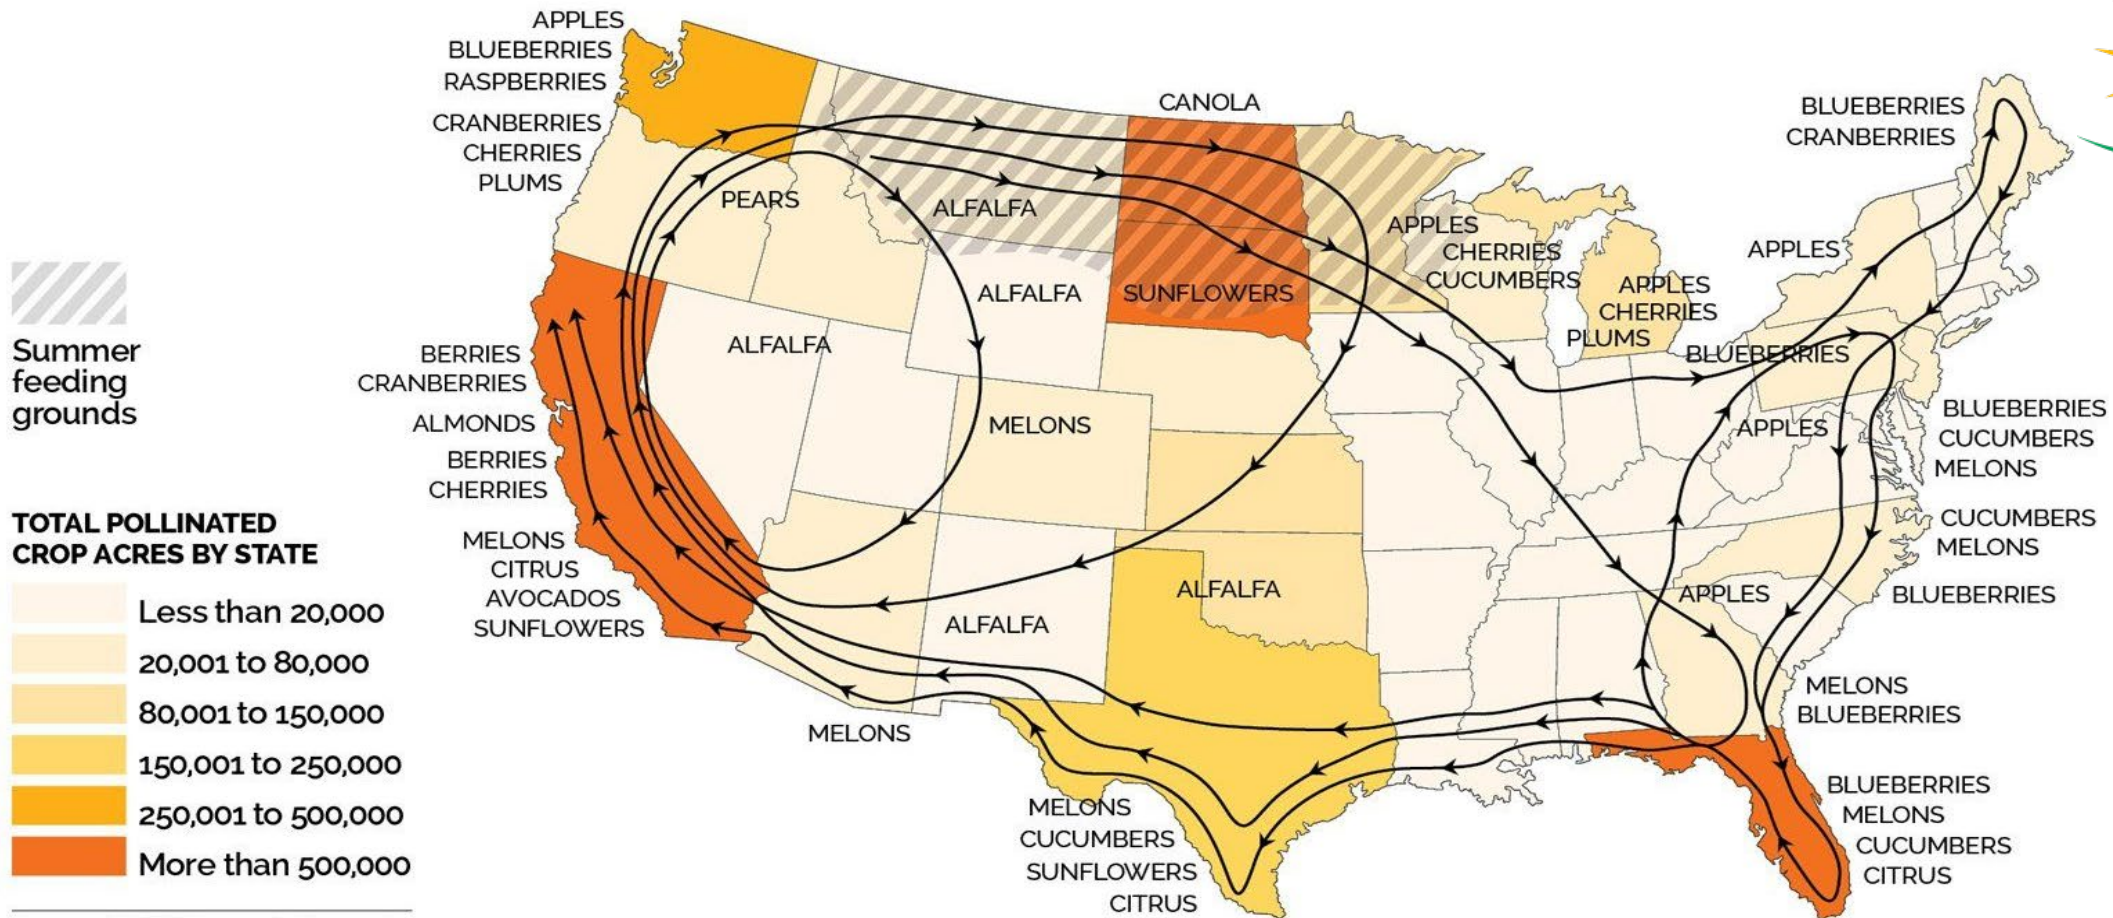 APPLES
BLUEBERRIES
RASPBERRIES
CRANBERRIES
CHERRIES
PLUMS
PEARS
ALFALFA
CANOLA
SUNFLOWERS
ALFALFA
ALFALFA
MELONS
APPLES
CHERRIES
CUCUMBERS
APPLES
CHERRIES
PLUMS
BLUEBERRIES
APPLES
BLUEBERRIES
CRANBERRIES
APPLES
BLUEBERRIES
CUCUMBERS
MELONS
CUCUMBERS
MELONS
BLUEBERRIES
APPLES
MELONS
BLUEBERRIES
BLUEBERRIES
MELONS
CUCUMBERS
CITRUS
ALFALFA
ALFALFA
MELONS
MELONS
CUCUMBERS
SUNFLOWERS
CITRUS
BERRIES
CRANBERRIES
ALMONDS
BERRIES
CHERRIES
MELONS
CITRUS
AVOCADOS
SUNFLOWERS
Summer
feeding
grounds
TOTAL POLLINATED
CROP ACRES BY STATE
Less than 20,000
20,001 to 80,000
80,001 to 150,000
150,001 to 250,000
250,001 to 500,000
More than 500,000